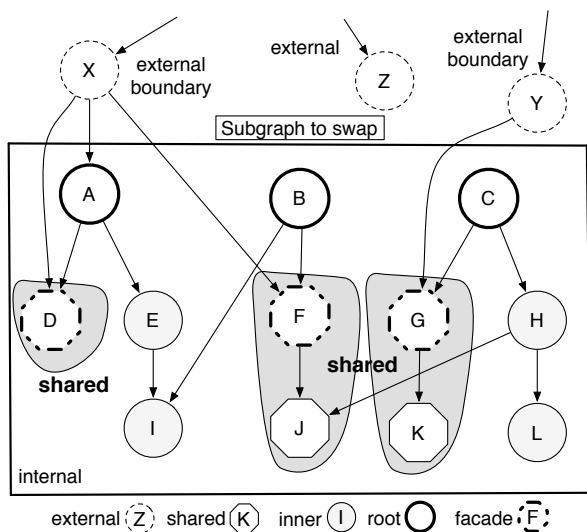 X
external
boundary
external
Z
external
boundary
Y
Subgraph to swap
A
B
C
D
E
F
G
H
shared
shared
I
J
K
L
internal
external Z shared K inner I root facade F